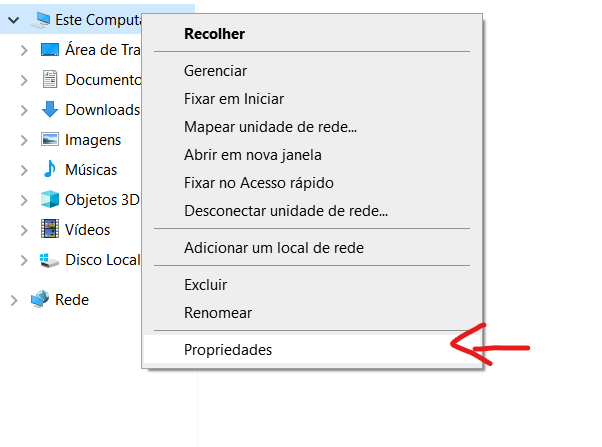 Este Computa
Área de Tra
Documento
Downloads
Imagens
Músicas
Objetos 3D
Vídeos
Disco Local
Rede
Recolher
Gerenciar
Fixar em Iniciar
Mapear unidade de rede...
Abrir em nova janela
Fixar no Acesso rápido
Desconectar unidade de rede...
Adicionar um local de rede
Excluir
Renomear
Propriedades